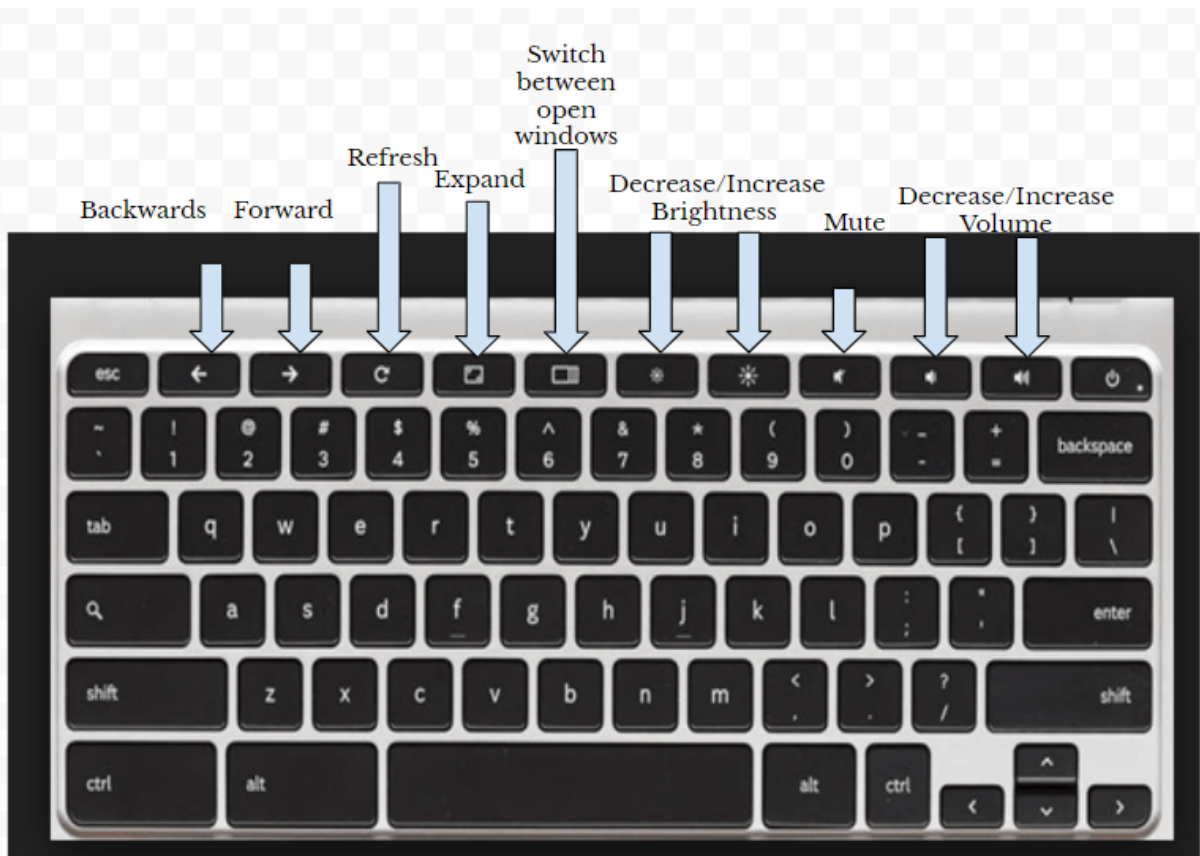 Switch
between
open
windows
Refresh
Expand
Decrease/Increase
Brightness
Decrease/Increase
Volume
Backwards Forward
Mute
esc
~ ! @ # $ % ^ & * ( ) _ +
` 1 2 3 4 5 6 7 8 9 0 - = backspace
tab q w e r t y u i o p { } |
[ ] \
a s d f g h j k l : " enter
; '
shift z x c v b n m < > ? shift
, . /
ctrl alt alt ctrl